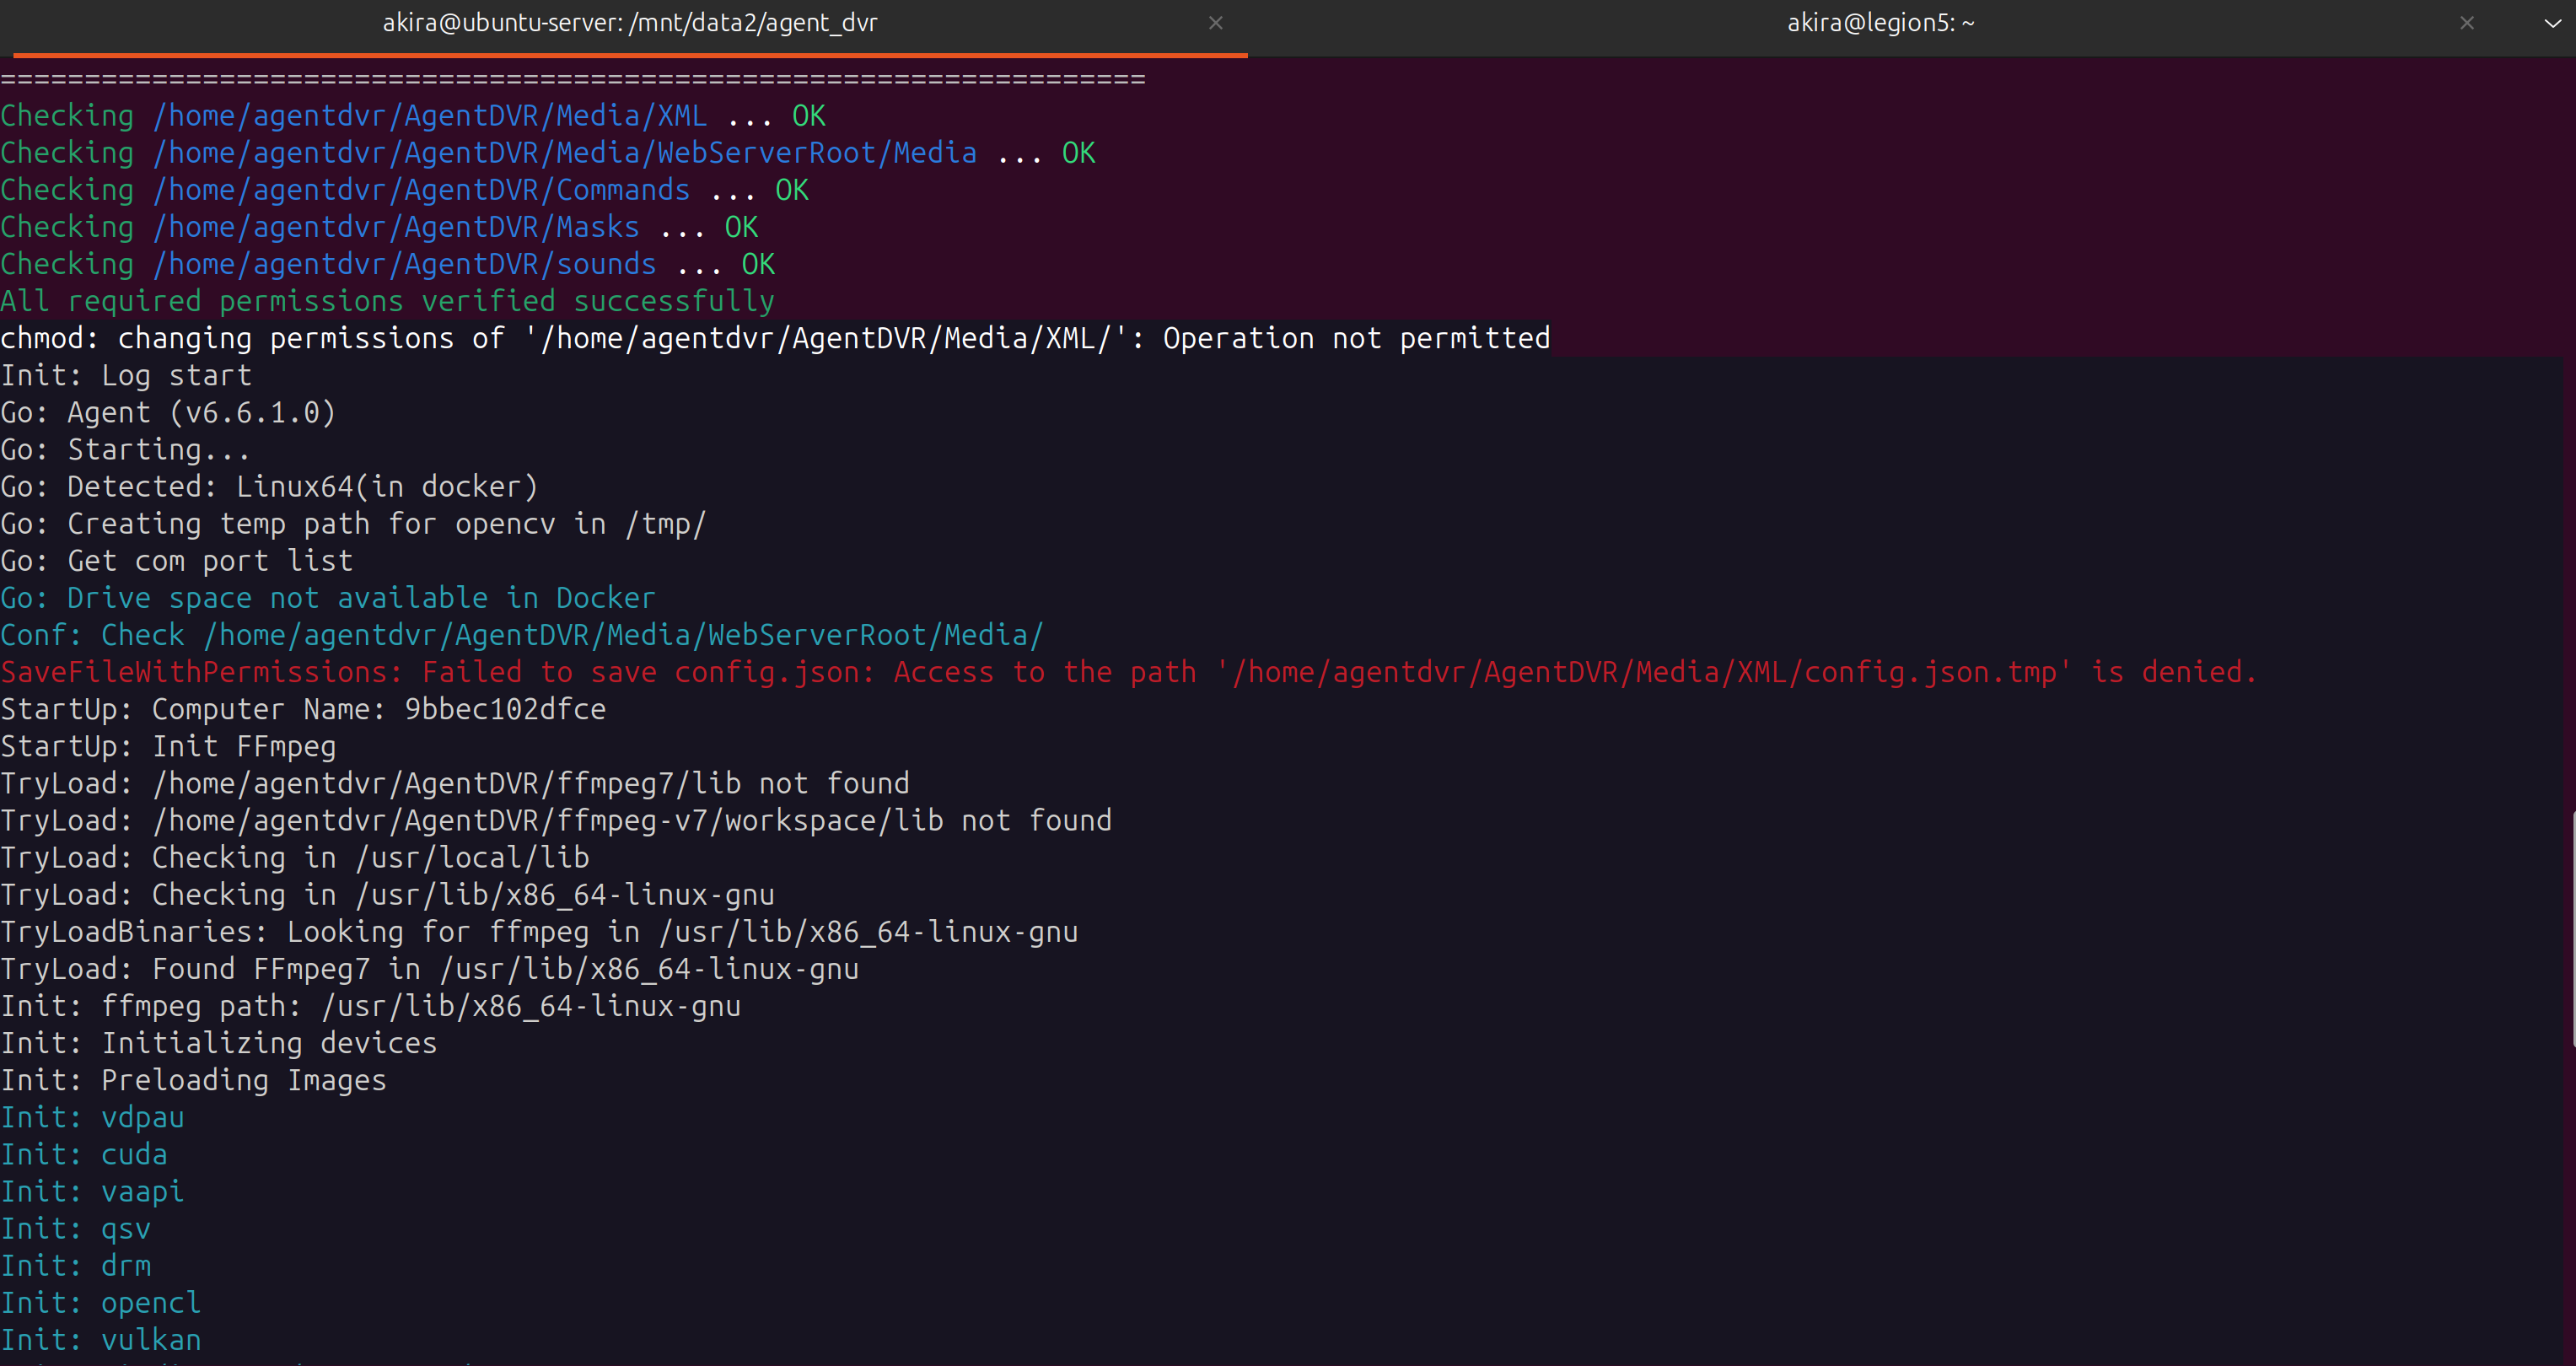 akira@ubuntu-server: /mnt/data2/agent_dvr
akira@legion5: ~
====================================================================
Checking /home/agentdvr/AgentDVR/Media/XML ... OK
Checking /home/agentdvr/AgentDVR/Media/WebServerRoot/Media ... OK
Checking /home/agentdvr/AgentDVR/Commands ... OK
Checking /home/agentdvr/AgentDVR/Masks ... OK
Checking /home/agentdvr/AgentDVR/sounds ... OK
All required permissions verified successfully
chmod: changing permissions of '/home/agentdvr/AgentDVR/Media/XML/': Operation not permitted
Init: Log start
Go: Agent (v6.6.1.0)
Go: Starting...
Go: Detected: Linux64(in docker)
Go: Creating temp path for opencv in /tmp/
Go: Get com port list
Go: Drive space not available in Docker
Conf: Check /home/agentdvr/AgentDVR/Media/WebServerRoot/Media/
SaveFileWithPermissions: Failed to save config.json: Access to the path '/home/agentdvr/AgentDVR/Media/XML/config.json.tmp' is denied.
StartUp: Computer Name: 9bbec102dfce
StartUp: Init FFmpeg
TryLoad: /home/agentdvr/AgentDVR/ffmpeg7/lib not found
TryLoad: /home/agentdvr/AgentDVR/ffmpeg-v7/workspace/lib not found
TryLoad: Checking in /usr/local/lib
TryLoad: Checking in /usr/lib/x86_64-linux-gnu
TryLoadBinaries: Looking for ffmpeg in /usr/lib/x86_64-linux-gnu
TryLoad: Found FFmpeg7 in /usr/lib/x86_64-linux-gnu
Init: ffmpeg path: /usr/lib/x86_64-linux-gnu
Init: Initializing devices
Init: Preloading Images
Init: vdpau
Init: cuda
Init: vaapi
Init: qsv
Init: drm
Init: opencl
Init: vulkan